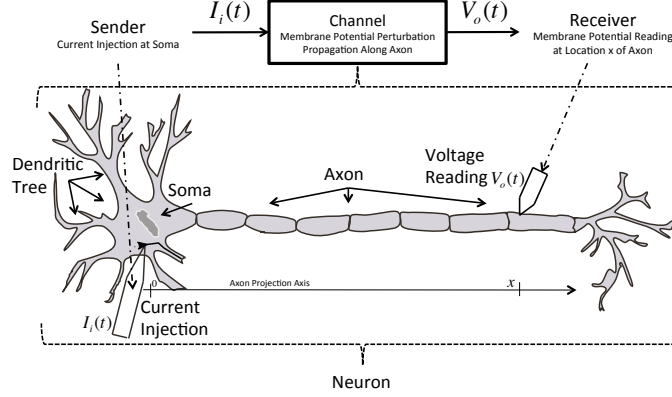 Sender
Current Injection at Soma
I_i(t)
Channel
Membrane Potential Perturbation
Propagation Along Axon
V_o(t)
Receiver
Membrane Potential Reading
at Location x of Axon
Dendritic
Tree
Soma
Axon
Voltage
Reading V_o(t)
0
Axon Projection Axis
x
I_i(t)
Current
Injection
Neuron